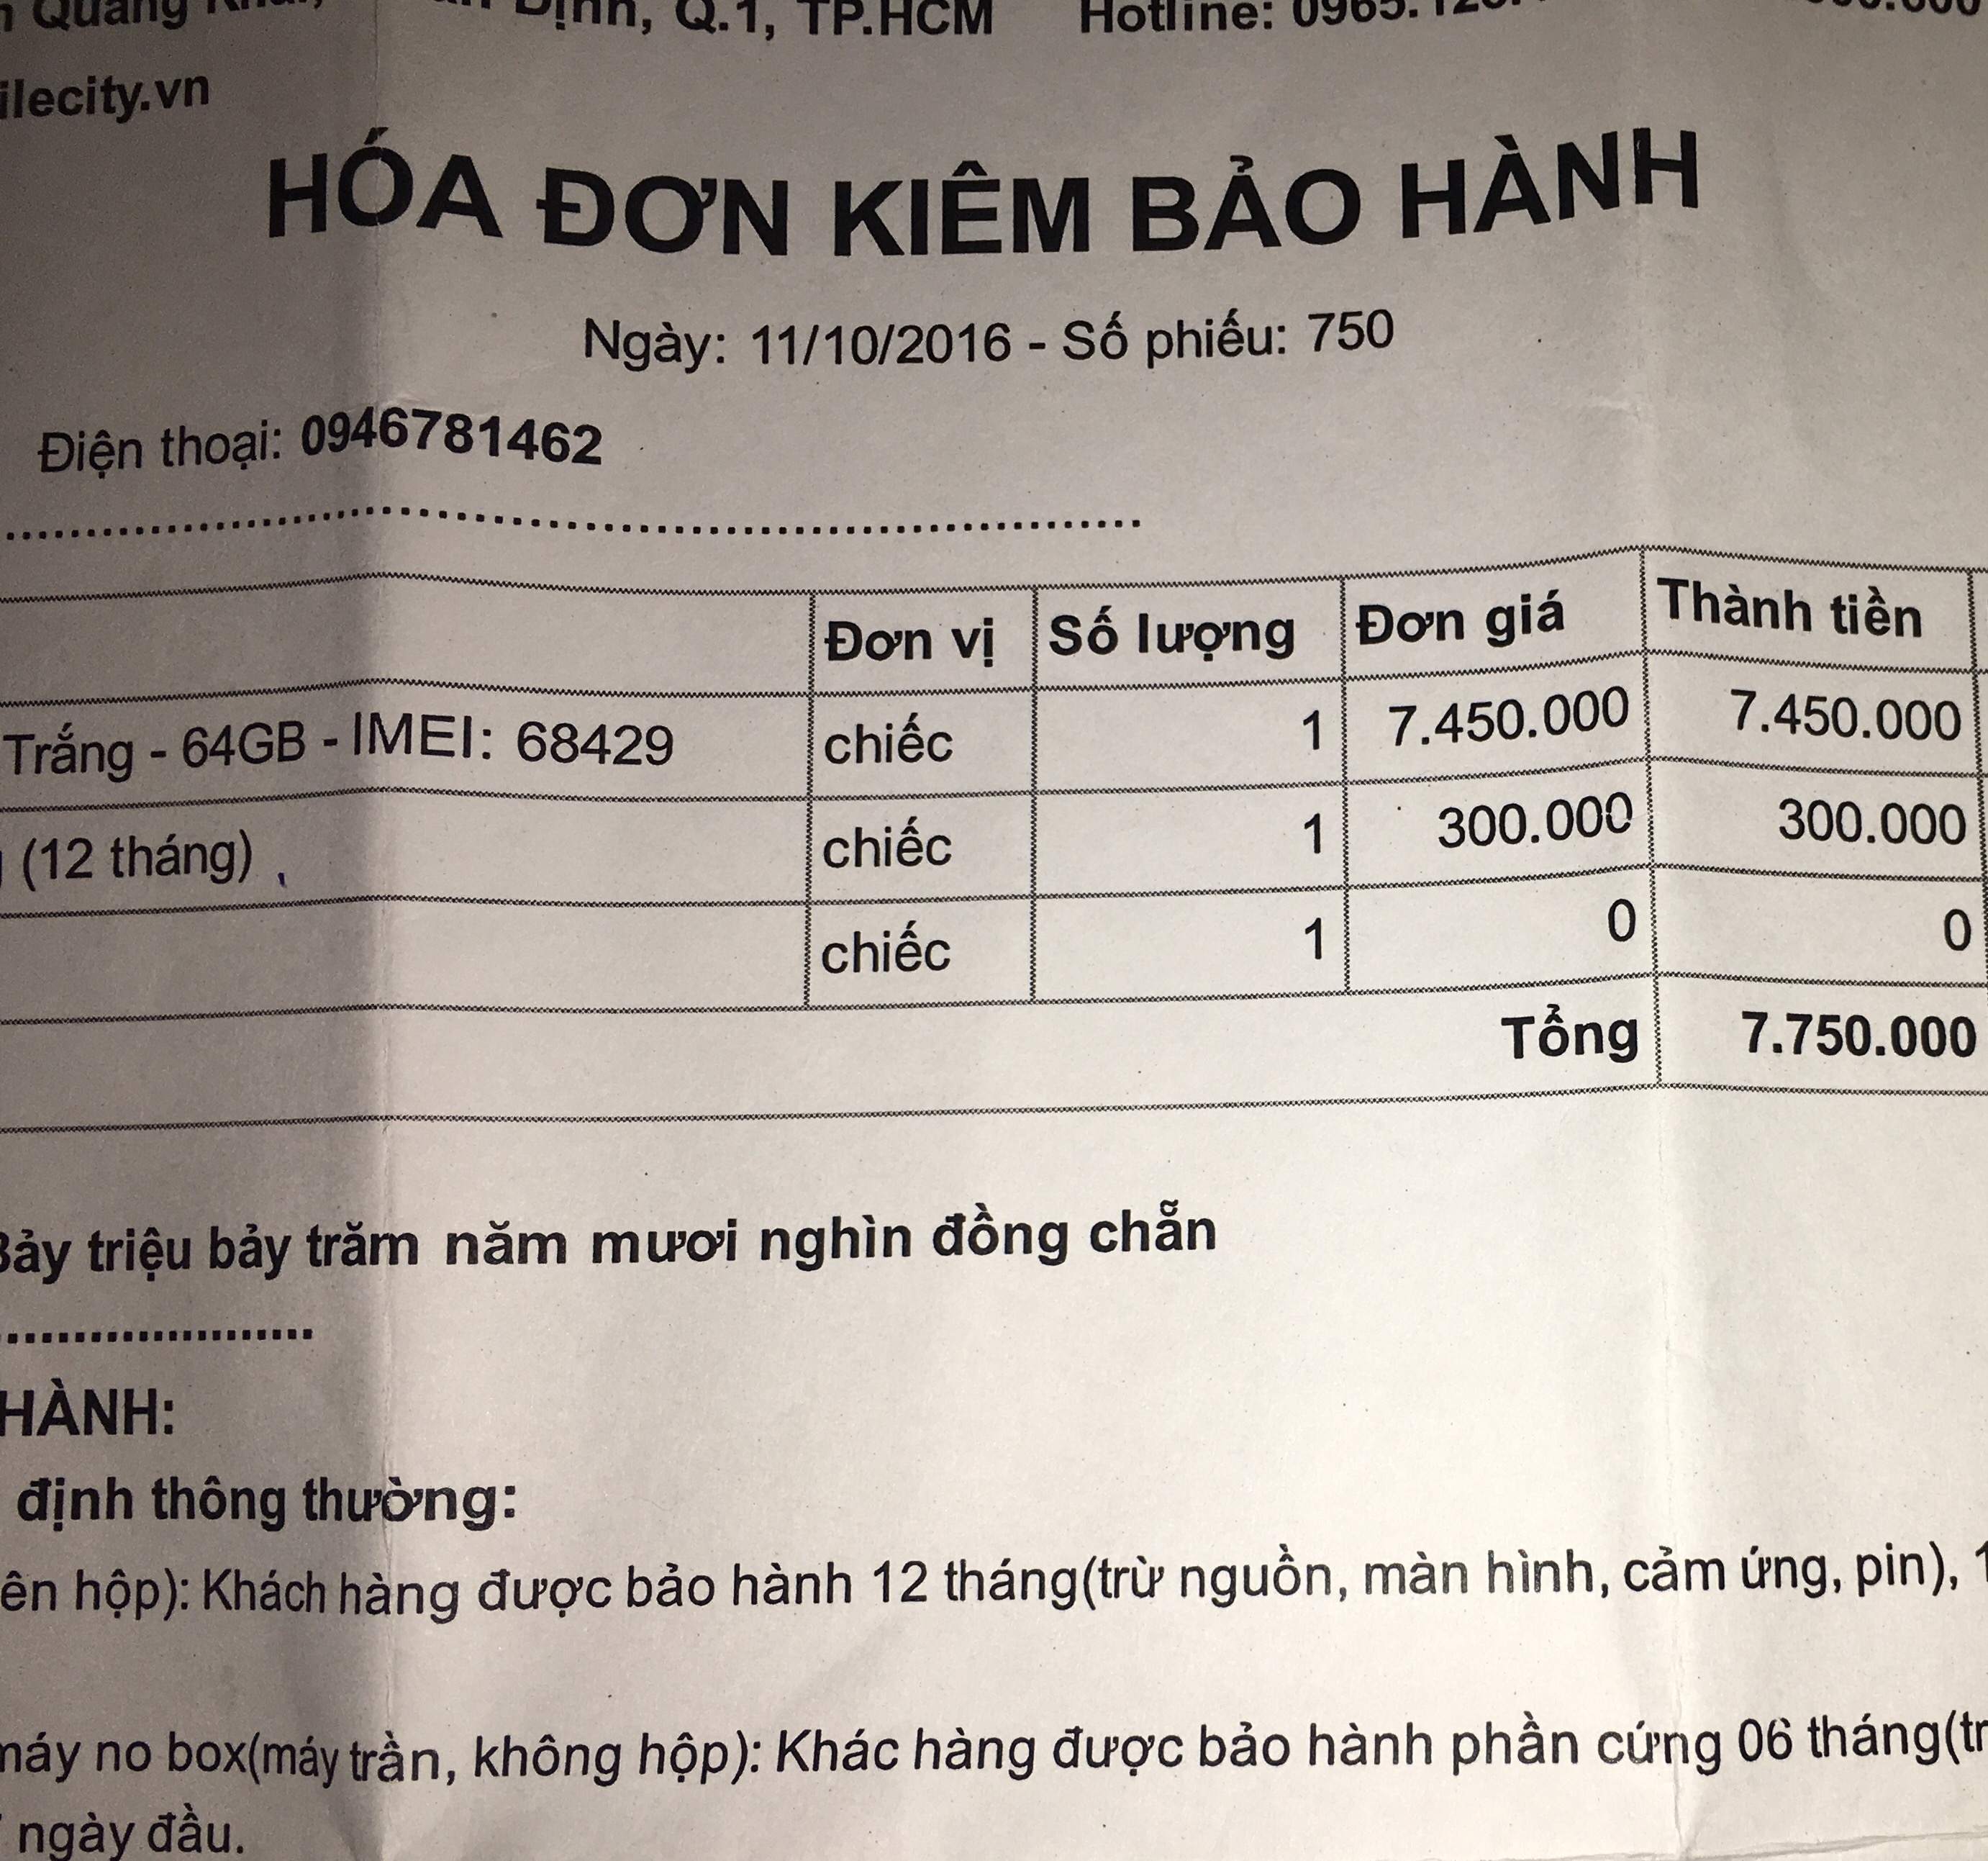 Quang Định, Q.1, TP.HCM Hotline: 0965.
ilecity.vn
HÓA ĐƠN KIÊM BẢO HÀNH
Ngày: 11/10/2016 - Số phiếu: 750
Điện thoại: 0946781462
Đơn vị Số lượng Đơn giá Thành tiền
Trắng - 64GB - IMEI: 68429 chiếc 1 7.450.000 7.450.000
(12 tháng) chiếc 1 300.000 300.000
chiếc 1 0 0
Tổng 7.750.000
Bảy triệu bảy trăm năm mươi nghìn đồng chẵn
HÀNH:
định thông thường:
ên hộp): Khách hàng được bảo hành 12 tháng(trừ nguồn, màn hình, cảm ứng, pin), 1
máy no box(máy trần, không hộp): Khác hàng được bảo hành phần cứng 06 tháng(tr
ngày đầu.